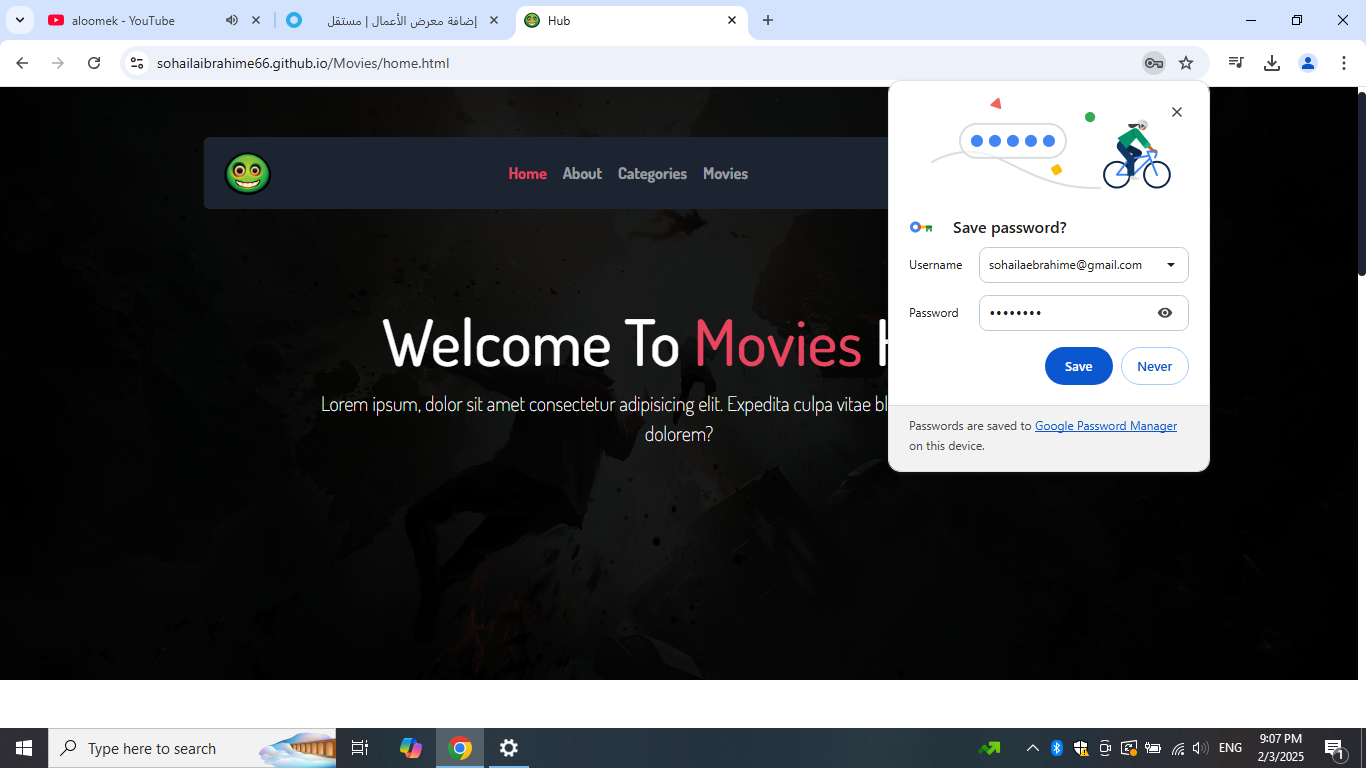 aloomek - YouTube
إضافة معرض الأعمال | مستقل
Hub
sohailaibrahime66.github.io/Movies/home.html
Home About Categories Movies
Save password?
Username sohailaebrahime@gmail.com
Password ••••••••
Save Never
Passwords are saved to Google Password Manager
on this device.
Welcome To Movies
Lorem ipsum, dolor sit amet consectetur adipisicing elit. Expedita culpa vitae
dolorem?
Type here to search
ENG
9:07 PM
2/3/2025
1